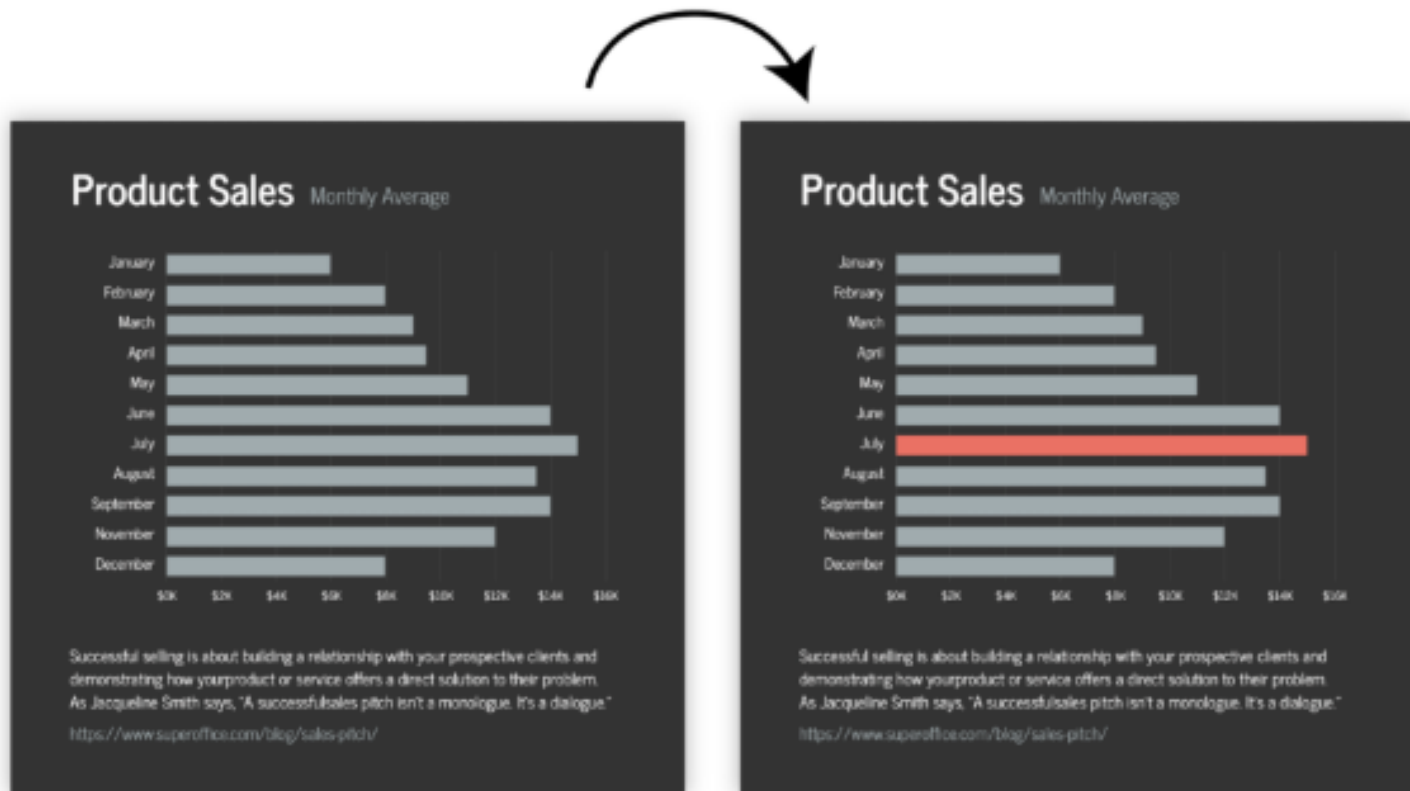 Product Sales Monthly Average
January
February
March
April
May
June
July
August
September
November
December
$0K $2K $4K $6K $8K $10K $12K $14K $16K
Successful selling is about building a relationship with your prospective clients and
demonstrating how yourproduct or service offers a direct solution to their problem.
As Jacqueline Smith says, "A successfulsales pitch isn't a monologue. It's a dialogue."
https://www.superoffice.com/blog/sales-pitch/
Product Sales Monthly Average
January
February
March
April
May
June
July
August
September
November
December
$0K $2K $4K $6K $8K $10K $12K $14K $16K
Successful selling is about building a relationship with your prospective clients and
demonstrating how yourproduct or service offers a direct solution to their problem.
As Jacqueline Smith says, "A successfulsales pitch isn't a monologue. It's a dialogue."
https://www.superoffice.com/blog/sales-pitch/